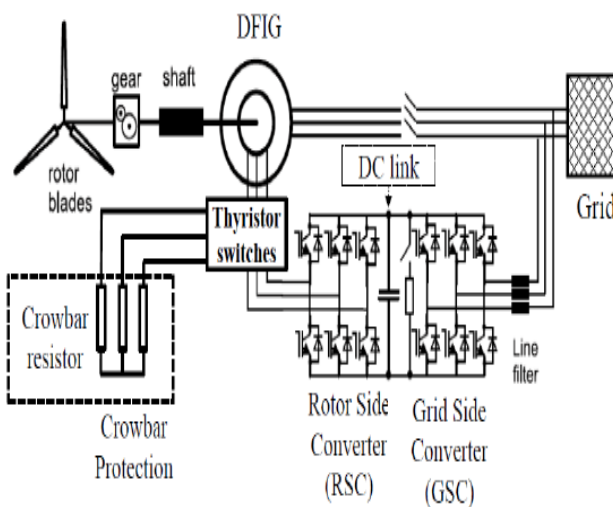 DFIG
gear
shaft
rotor
blades
DC link
Grid
Thyristor
switches
Crowbar
resistor
Line
filter
Crowbar
Protection
Rotor Side
Converter
(RSC)
Grid Side
Converter
(GSC)